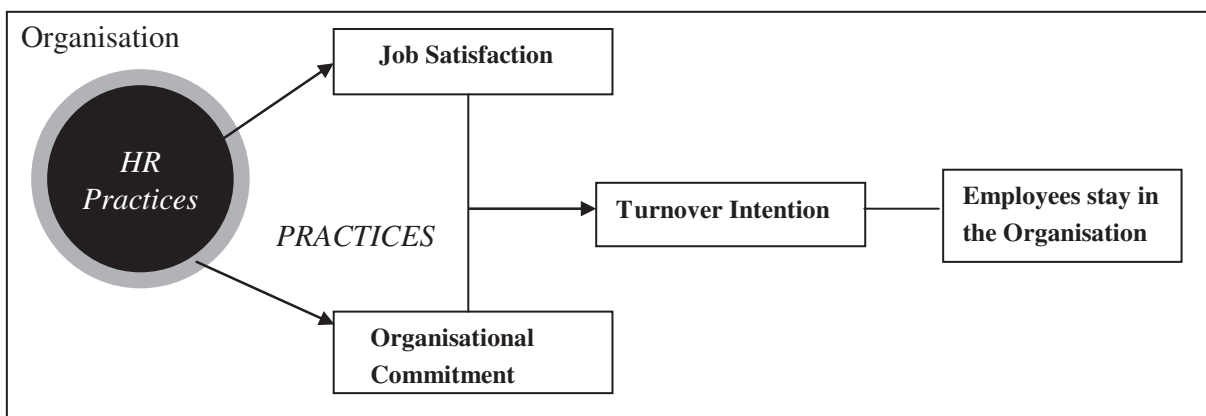 Organisation
Job Satisfaction
HR
Practices
PRACTICES
Turnover Intention
Employees stay in
the Organisation
Organisational
Commitment